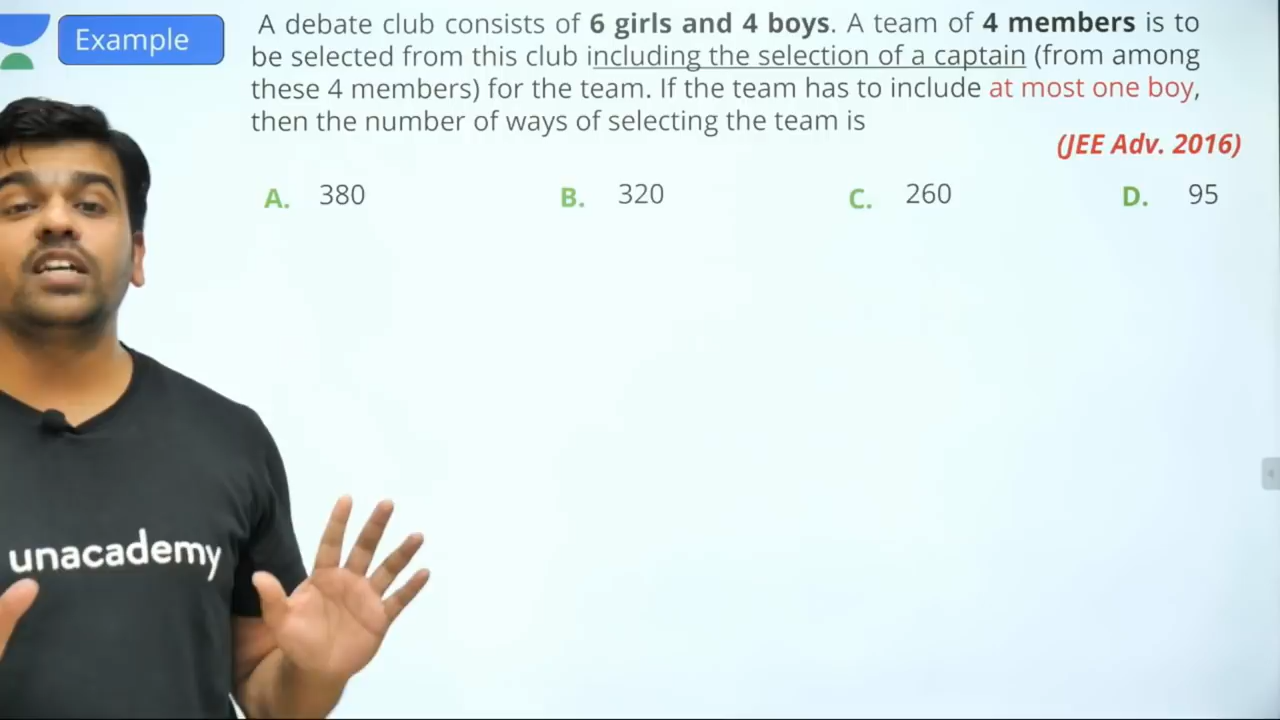 Example
A debate club consists of 6 girls and 4 boys. A team of 4 members is to
be selected from this club including the selection of a captain (from among
these 4 members) for the team. If the team has to include at most one boy,
then the number of ways of selecting the team is
(JEE Adv. 2016)
A. 380 B. 320 C. 260 D. 95
unacademy